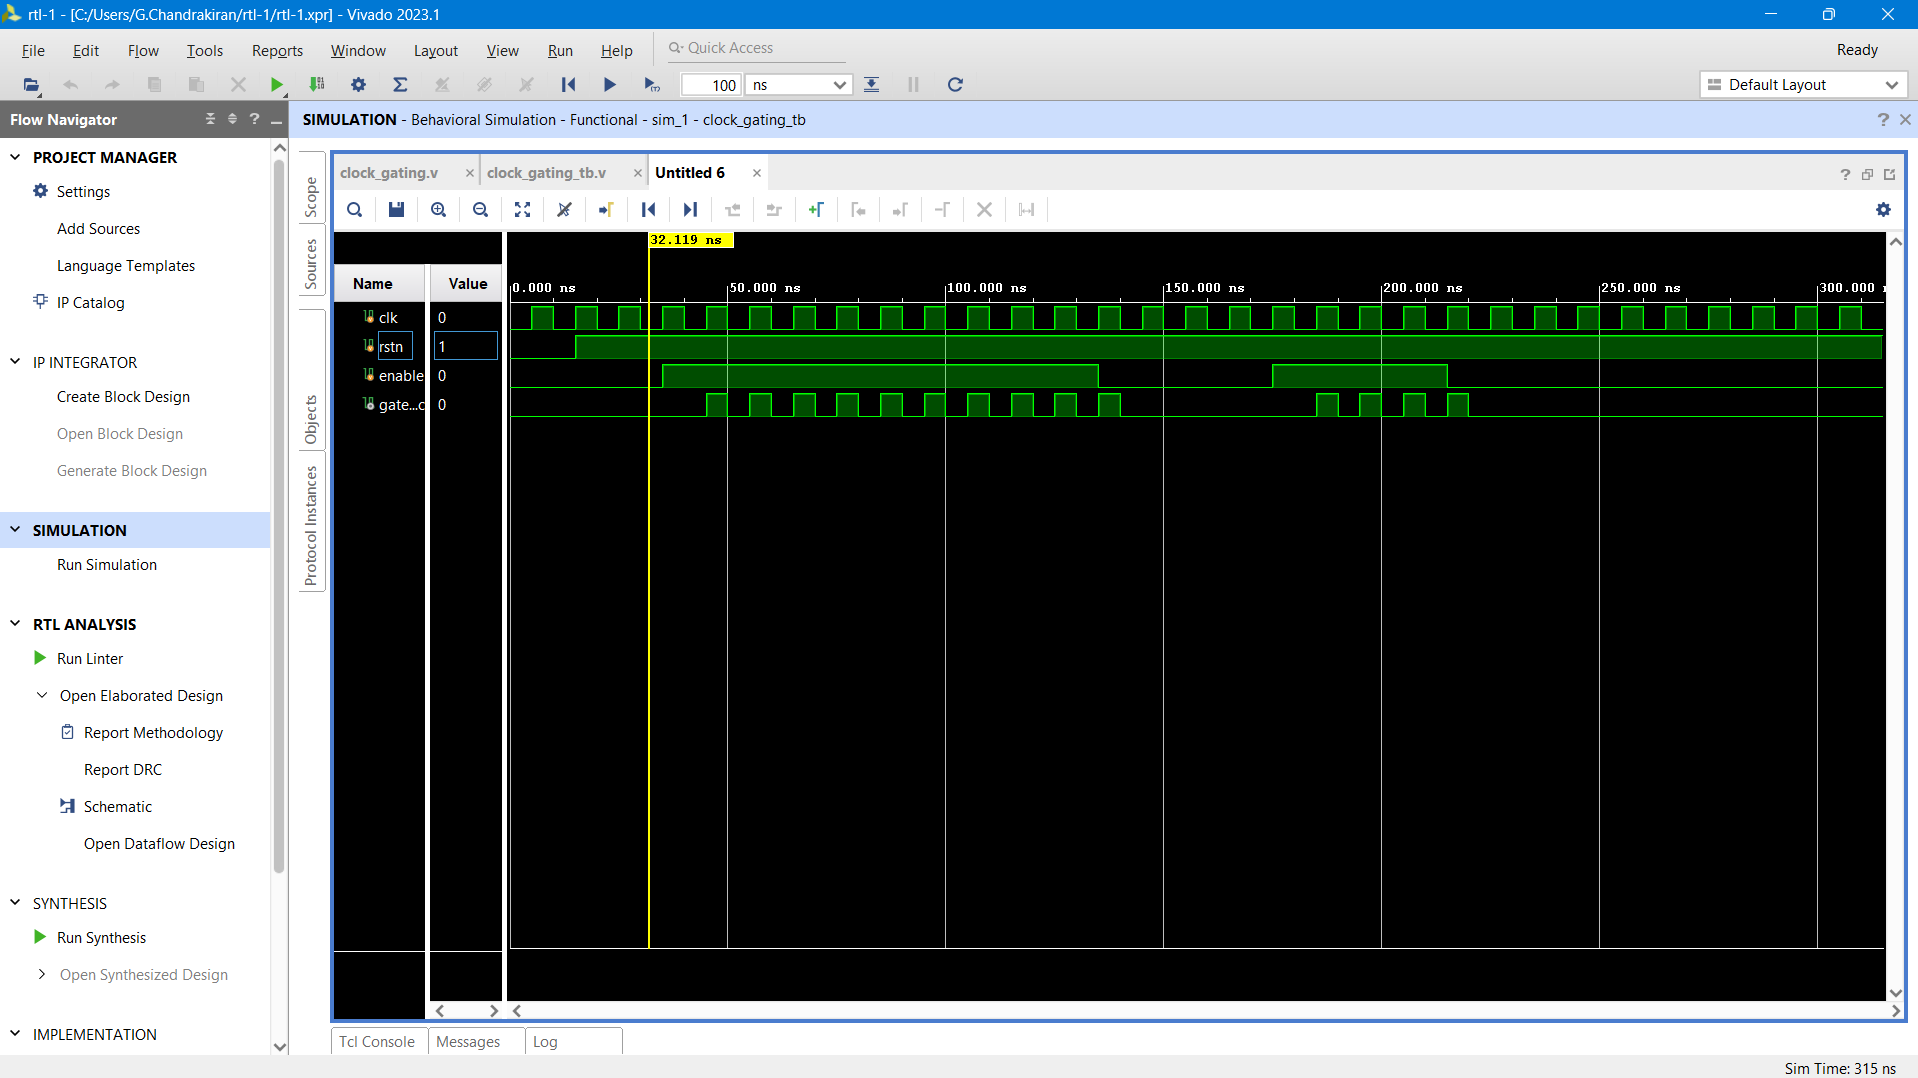 rtl-1 - [C:/Users/G.Chandrakiran/rtl-1/rtl-1.xpr] - Vivado 2023.1
File Edit Flow Tools Reports Window Layout View Run Help Quick Access Ready
100 ns Default Layout
Flow Navigator
SIMULATION - Behavioral Simulation - Functional - sim_1 - clock_gating_tb
PROJECT MANAGER
Settings
Add Sources
Language Templates
IP Catalog
IP INTEGRATOR
Create Block Design
Open Block Design
Generate Block Design
SIMULATION
Run Simulation
RTL ANALYSIS
Run Linter
Open Elaborated Design
Report Methodology
Report DRC
Schematic
Open Dataflow Design
SYNTHESIS
Run Synthesis
Open Synthesized Design
IMPLEMENTATION
Scope
Sources
Objects
Protocol Instances
clock_gating.v clock_gating_tb.v Untitled 6
32.119 ns
Name Value
0.000 ns 50.000 ns 100.000 ns 150.000 ns 200.000 ns 250.000 ns 300.000
clk 0
rstn 1
enable 0
gate...c 0
Tcl Console Messages Log
Sim Time: 315 ns